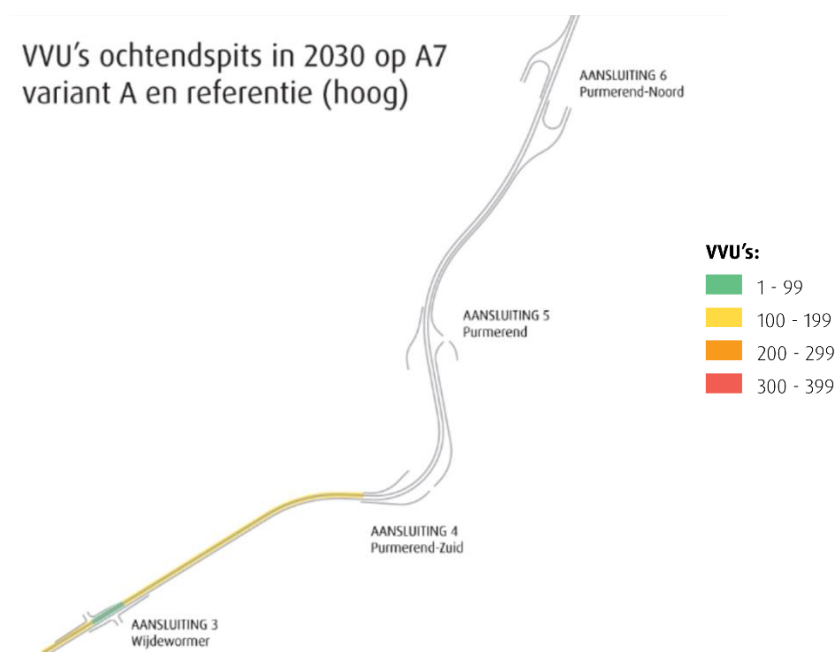 VVU's ochtendspits in 2030 op A7
variant A en referentie (hoog)
AANSLUITING 6
Purmerend-Noord
VVU's:
1 - 99
100 - 199
200 - 299
300 - 399
AANSLUITING 5
Purmerend
AANSLUITING 4
Purmerend-Zuid
AANSLUITING 3
Wijdewormer